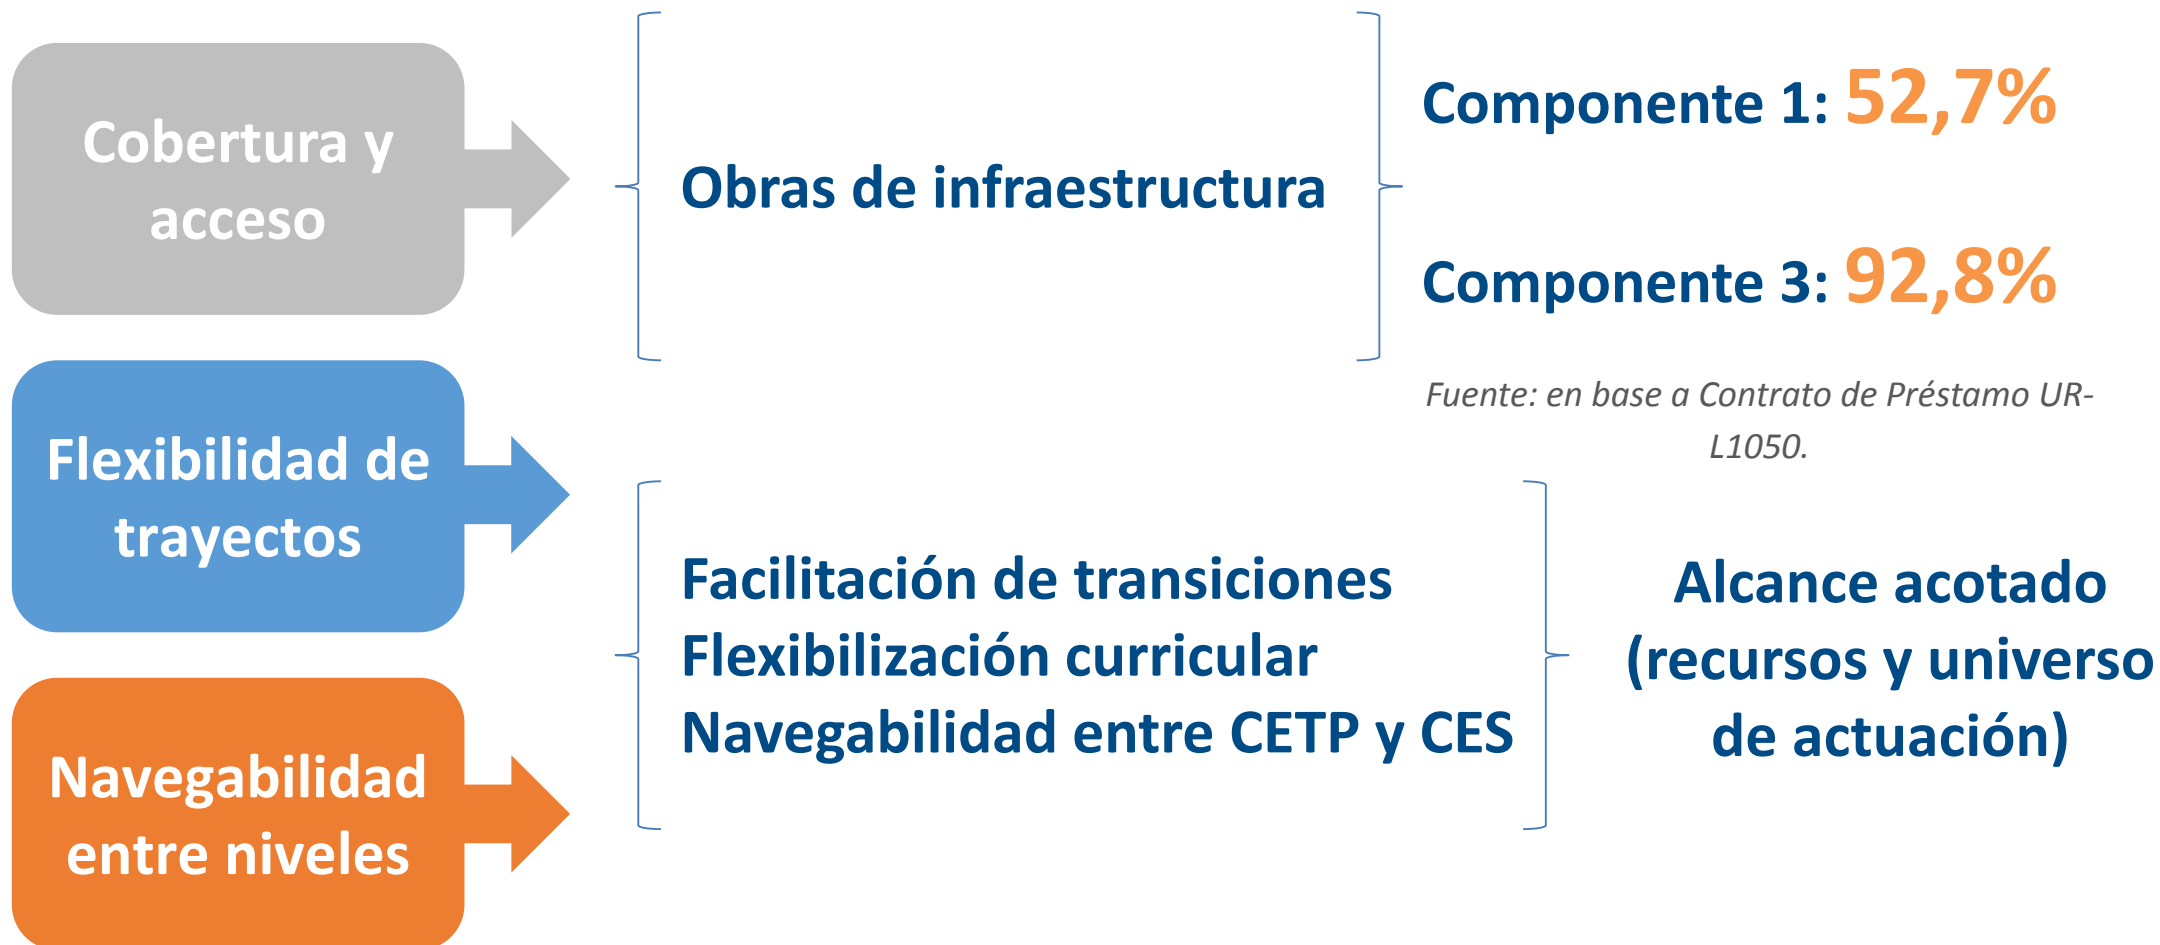 Cobertura y
acceso
Obras de infraestructura
Componente 1: 52,7%
Componente 3: 92,8%
Fuente: en base a Contrato de Préstamo UR-
L1050.
Flexibilidad de
trayectos
Navegabilidad
entre niveles
Facilitación de transiciones
Flexibilización curricular
Navegabilidad entre CETP y CES
Alcance acotado
(recursos y universo
de actuación)